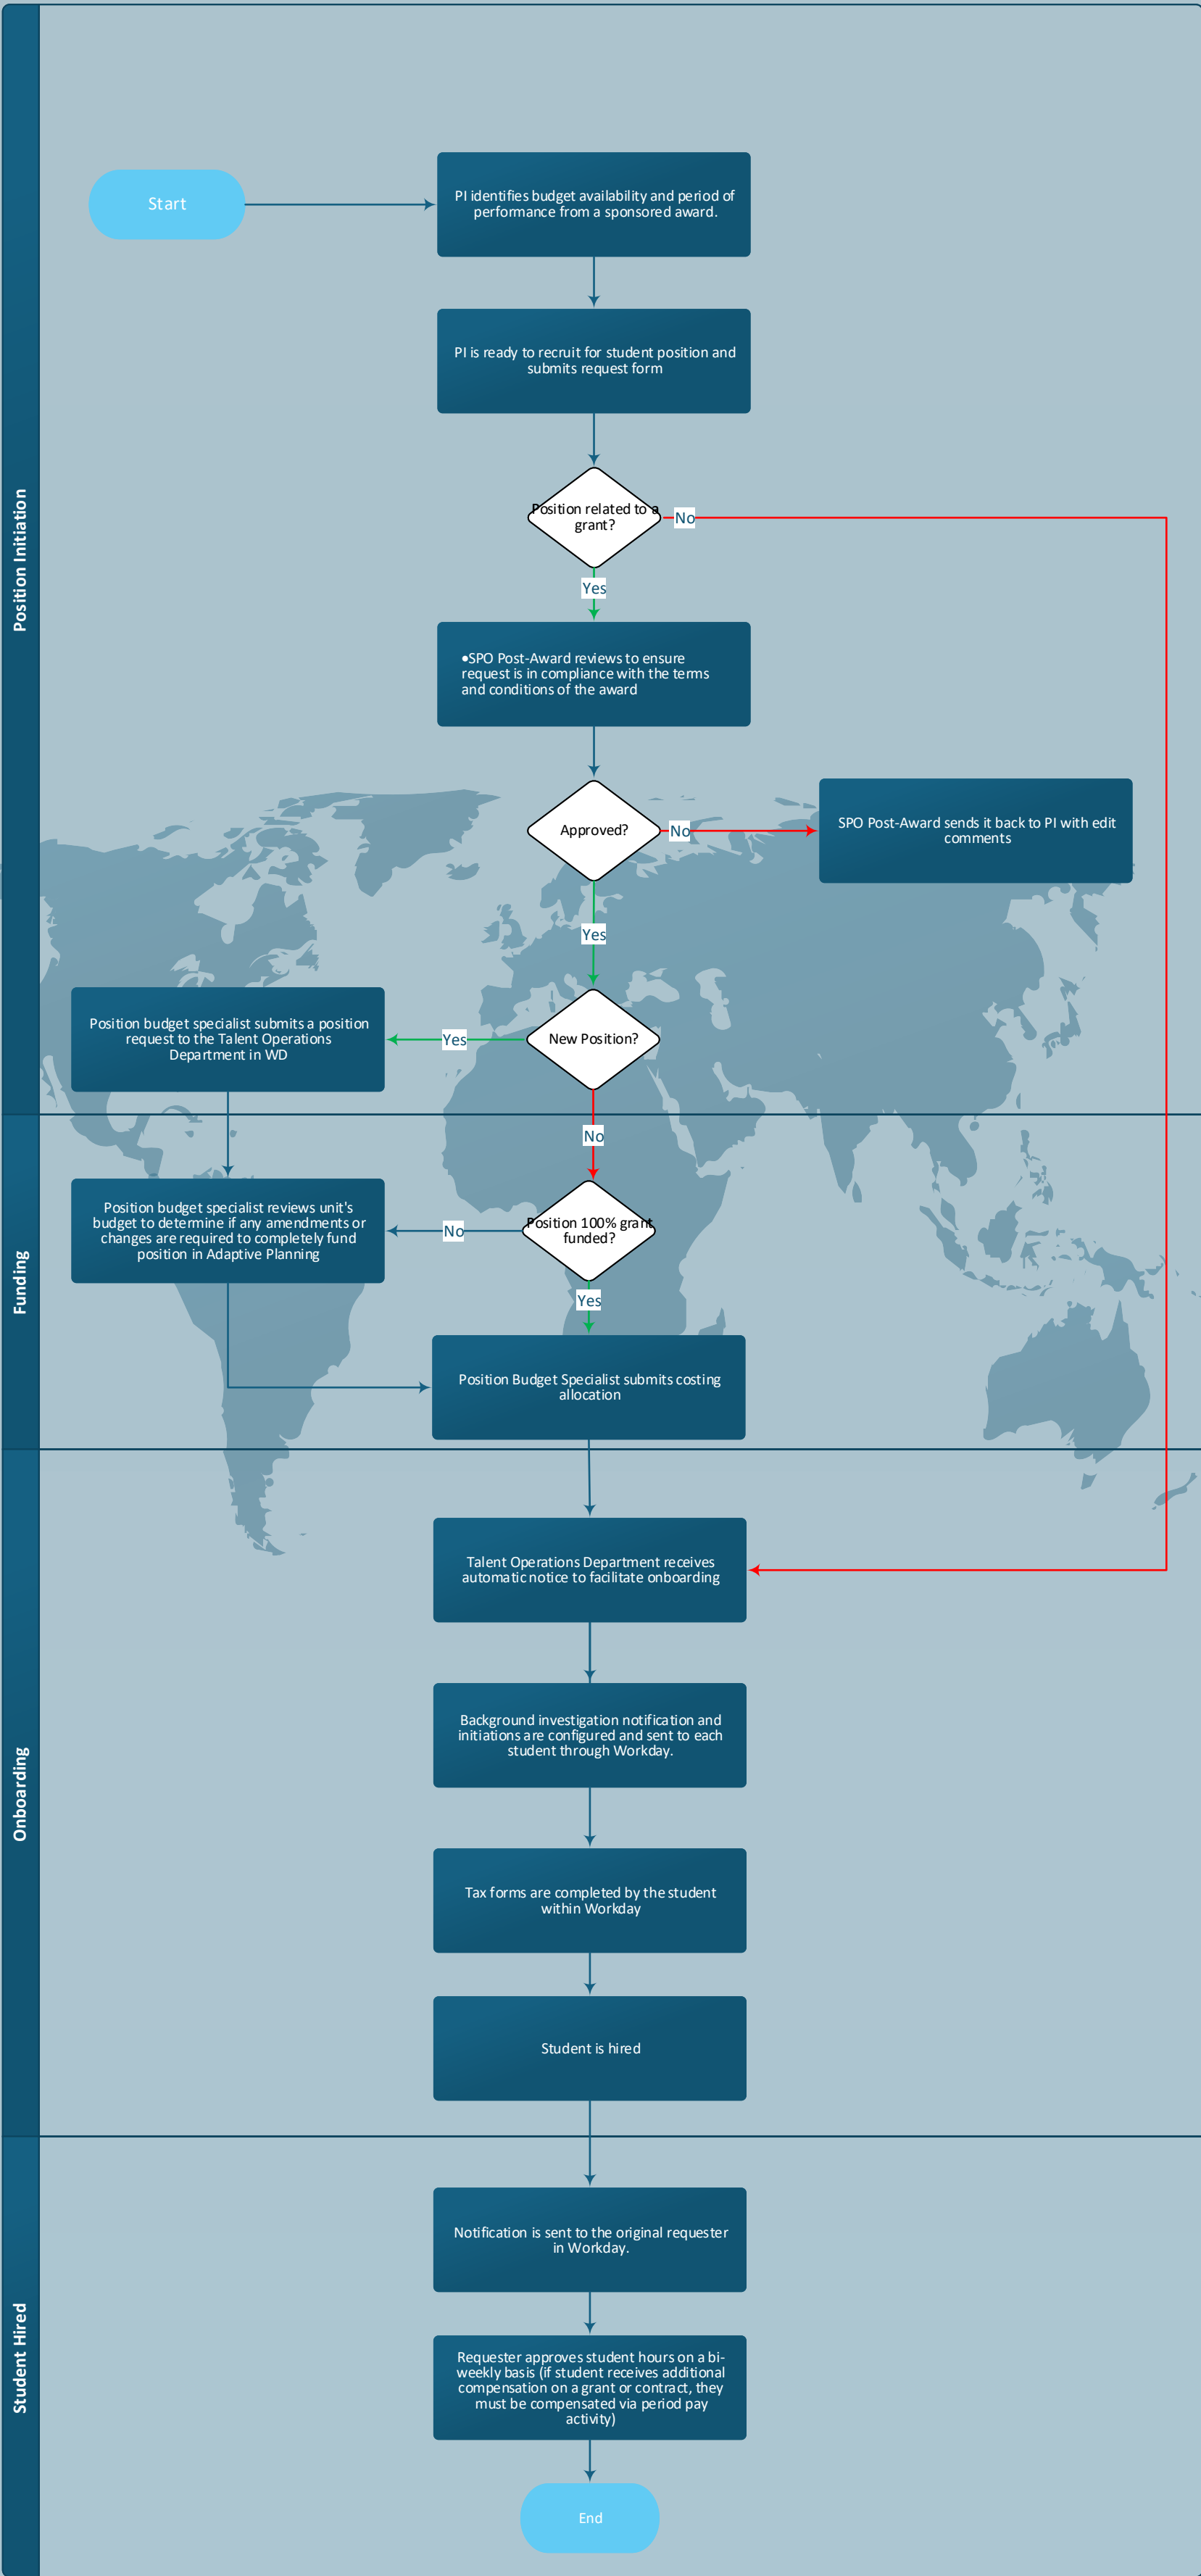 Position Initiation
Start
PI identifies budget availability and period of
performance from a sponsored award.
PI is ready to recruit for student position and
submits request form
Position related to a
grant?
No
Yes
•SPO Post-Award reviews to ensure
request is in compliance with the terms
and conditions of the award
Approved?
No
SPO Post-Award sends it back to PI with edit
comments
Yes
New Position?
Yes
Position budget specialist submits a position
request to the Talent Operations
Department in WD
No
Funding
Position 100% grant
funded?
No
Position budget specialist reviews unit's
budget to determine if any amendments or
changes are required to completely fund
position in Adaptive Planning
Yes
Position Budget Specialist submits costing
allocation
Onboarding
Talent Operations Department receives
automatic notice to facilitate onboarding
Background investigation notification and
initiations are configured and sent to each
student through Workday.
Tax forms are completed by the student
within Workday
Student is hired
Student Hired
Notification is sent to the original requester
in Workday.
Requester approves student hours on a bi-
weekly basis (if student receives additional
compensation on a grant or contract, they
must be compensated via period pay
activity)
End